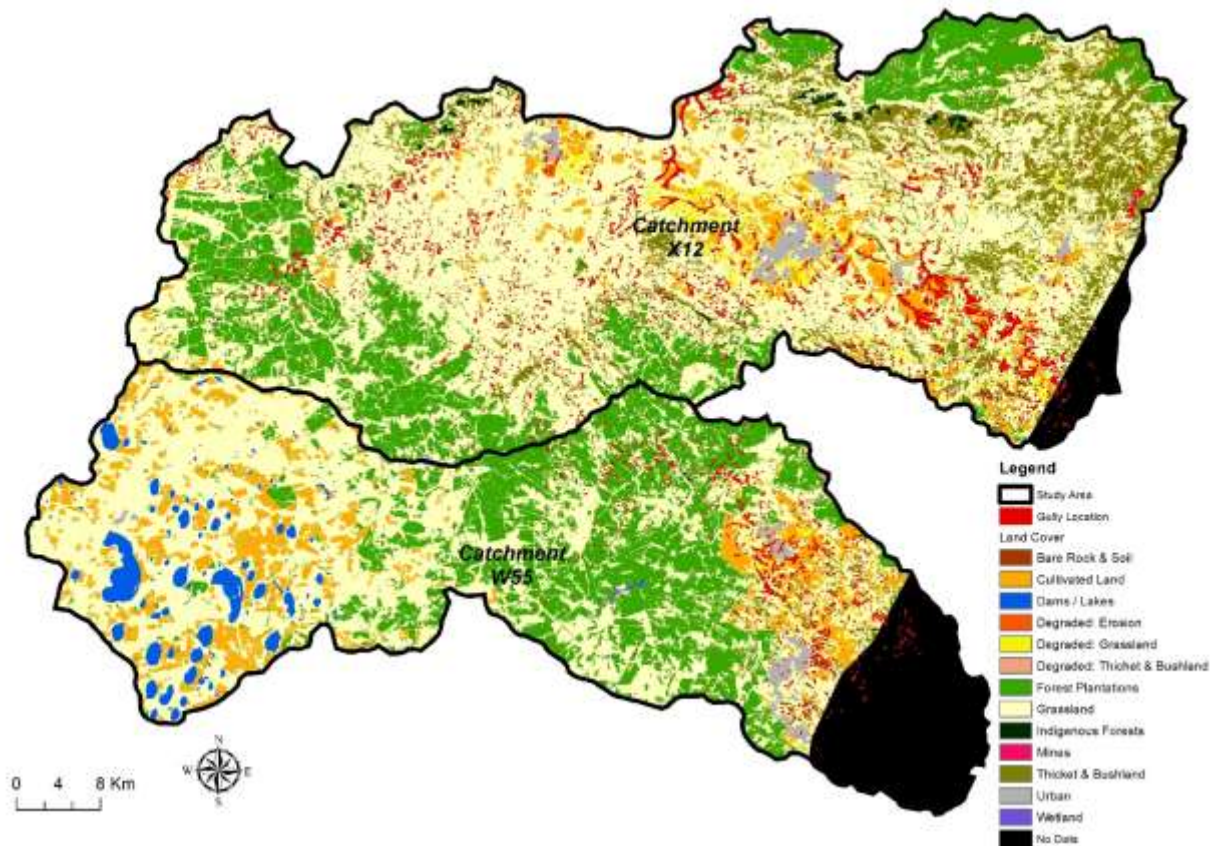 Catchment
X12
Catchment
W55
N
W E
S
0 4 8 Km
Legend
Study Area
Gully Location
Land Cover
Bare Rock & Soil
Cultivated Land
Dams / Lakes
Degraded: Erosion
Degraded: Grassland
Degraded: Thichet & Bushland
Forest Plantations
Grassland
Indigenous Forests
Mines
Thicket & Bushland
Urban
Wetland
No Data